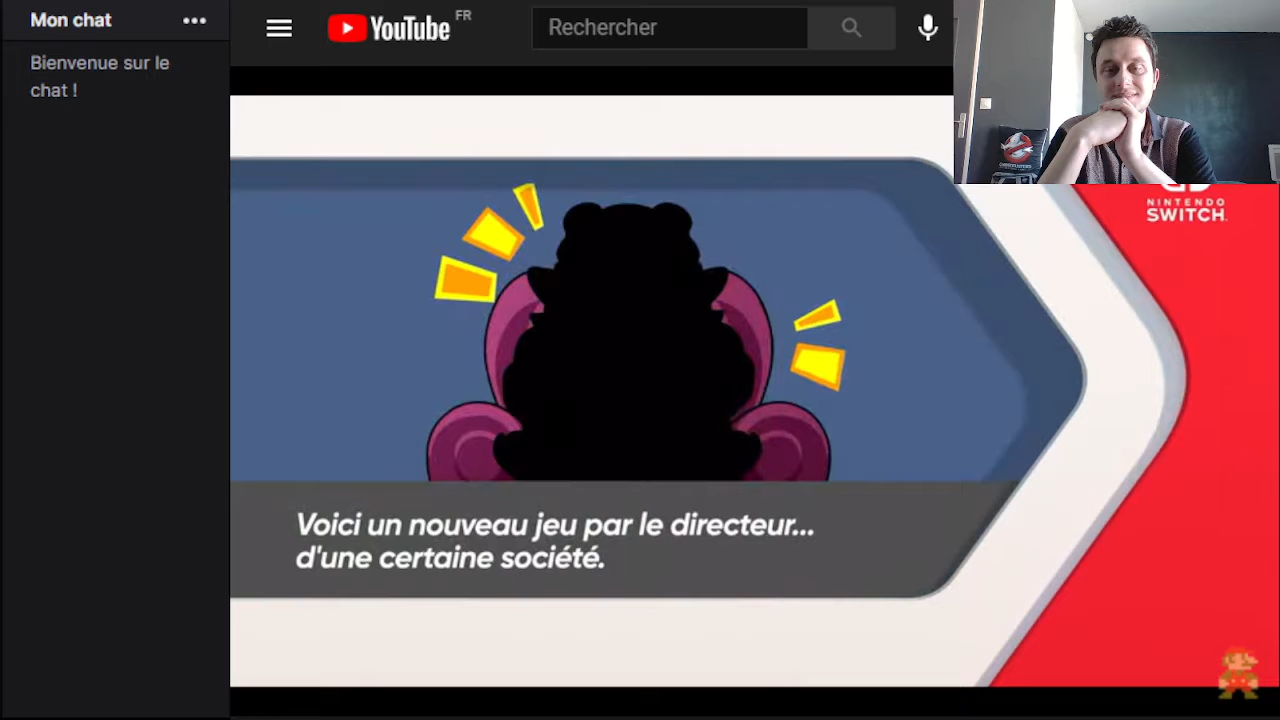 Mon chat
Bienvenue sur le
chat !
YouTube FR
Rechercher
NINTENDO
SWITCH
Voici un nouveau jeu par le directeur...
d'une certaine société.